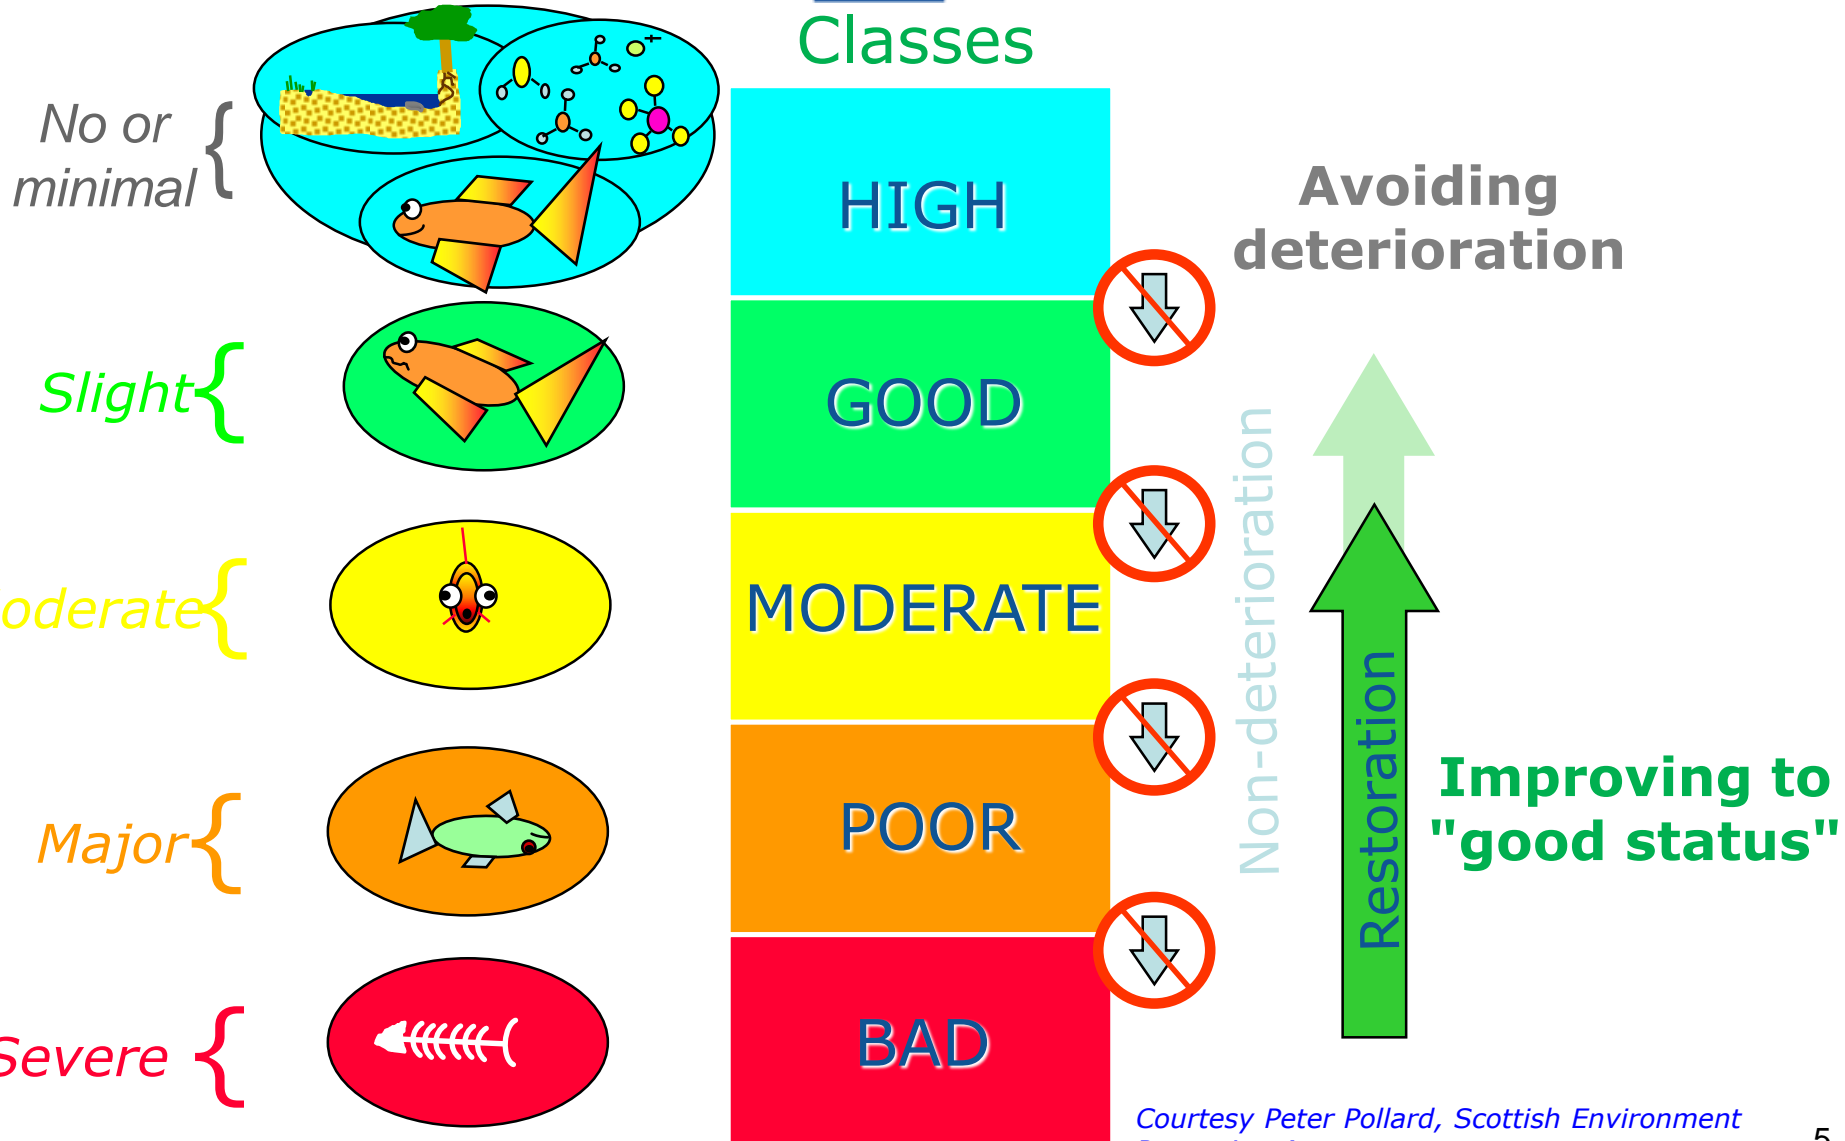 Classes
No or
minimal
HIGH
Avoiding
deterioration
Slight
GOOD
Non-deterioration
oderate
MODERATE
Restoration
Major
POOR
Improving to
"good status"
Severe
BAD
Courtesy Peter Pollard, Scottish Environment
5